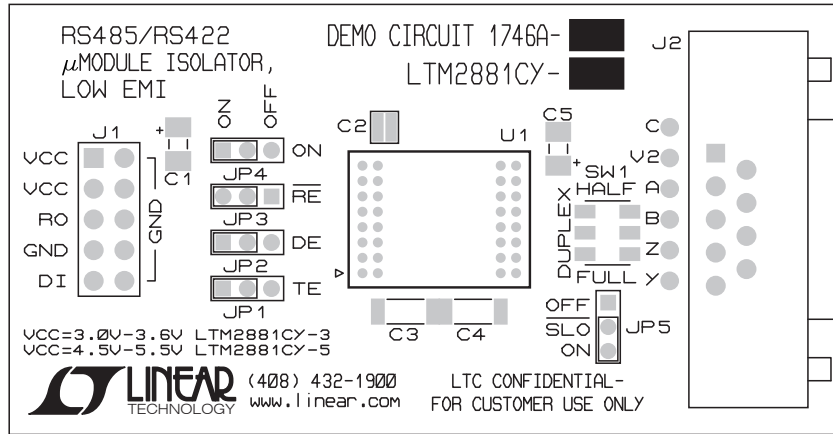 RS485/RS422
µMODULE ISOLATOR,
LOW EMI
DEMO CIRCUIT 1746A-
LTM2881CY-
J2
J1
VCC
VCC
RO
GND
DI
GND
+
C1
ON
OFF
ON
JP4
RE
JP3
DE
JP2
TE
JP1
C2
U1
C5
+
SW1
HALF
DUPLEX
FULL
C
V2
A
B
Z
Y
C3
C4
OFF
SLO
ON
JP5
VCC=3.0V-3.6V LTM2881CY-3
VCC=4.5V-5.5V LTM2881CY-5
LT LINEAR
TECHNOLOGY
(408) 432-1900
www.linear.com
LTC CONFIDENTIAL-
FOR CUSTOMER USE ONLY